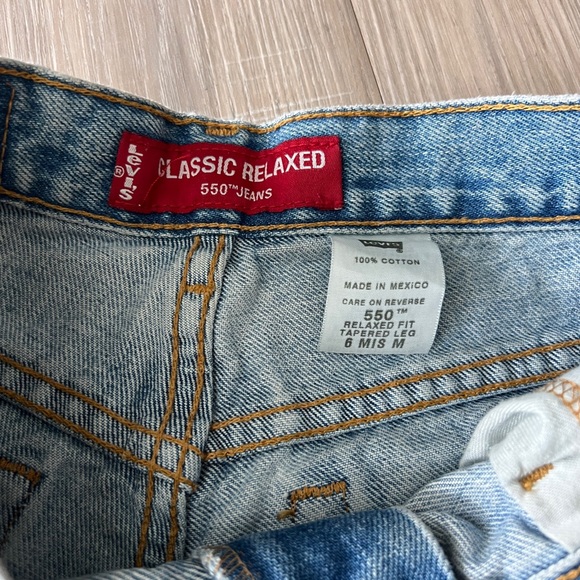 Levi's®
CLASSIC RELAXED
550™ JEANS
LEVI'S
100% COTTON
MADE IN MEXICO
CARE ON REVERSE
550™
RELAXED FIT
TAPERED LEG
6 MIS M